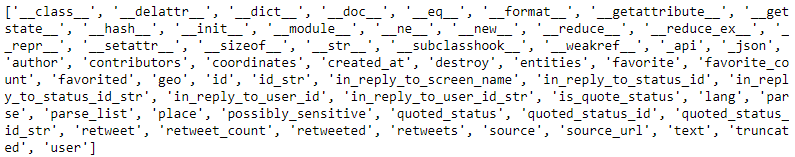 ['__class__', '__delattr__', '__dict__', '__doc__', '__eq__', '__format__', '__getattribute__', '__get
state__', '__hash__', '__init__', '__module__', '__ne__', '__new__', '__reduce__', '__reduce_ex__', '_
_repr__', '__setattr__', '__sizeof__', '__str__', '__subclasshook__', '__weakref__', '_api', '_json',
'author', 'contributors', 'coordinates', 'created_at', 'destroy', 'entities', 'favorite', 'favorite_co
unt', 'favorited', 'geo', 'id', 'id_str', 'in_reply_to_screen_name', 'in_reply_to_status_id', 'in_repl
y_to_status_id_str', 'in_reply_to_user_id', 'in_reply_to_user_id_str', 'is_quote_status', 'lang', 'par
se', 'parse_list', 'place', 'possibly_sensitive', 'quoted_status', 'quoted_status_id', 'quoted_status_
id_str', 'retweet', 'retweet_count', 'retweeted', 'retweets', 'source', 'source_url', 'text', 'truncat
ed', 'user']